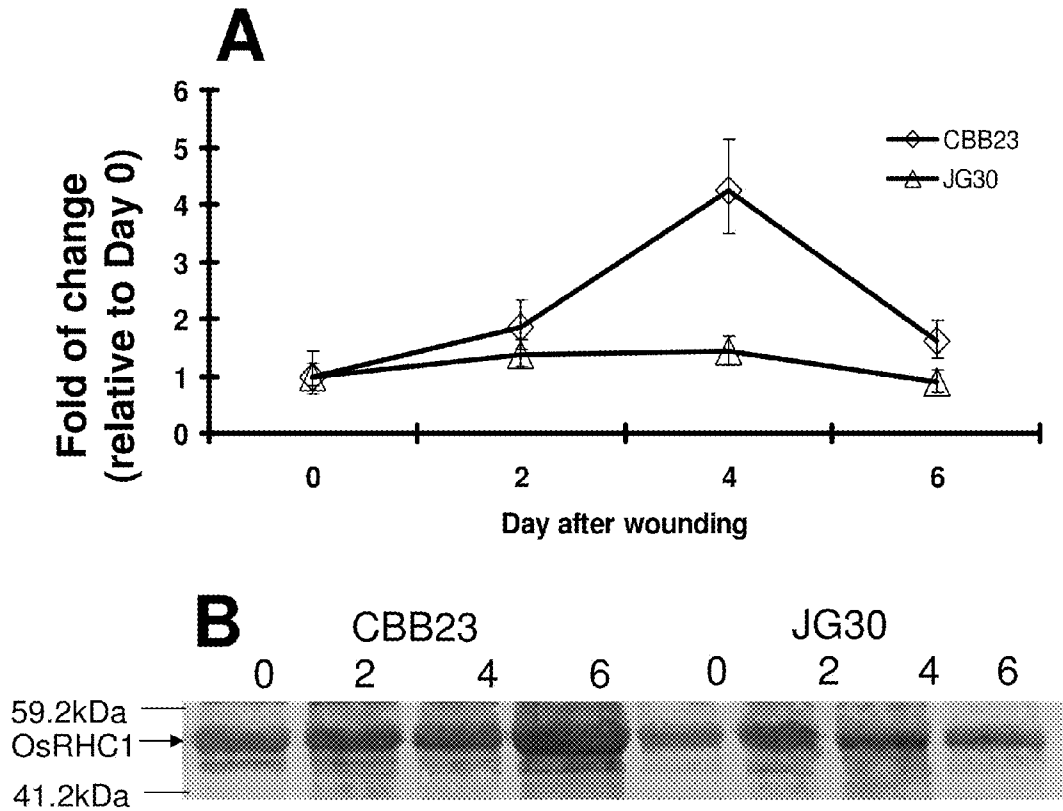 A
6
5
4
3
2
1
0
Fold of change
(relative to Day 0)
CBB23
JG30
0 2 4 6
Day after wounding
B
CBB23 JG30
0 2 4 6 0 2 4 6
59.2kDa
OsRHC1
41.2kDa